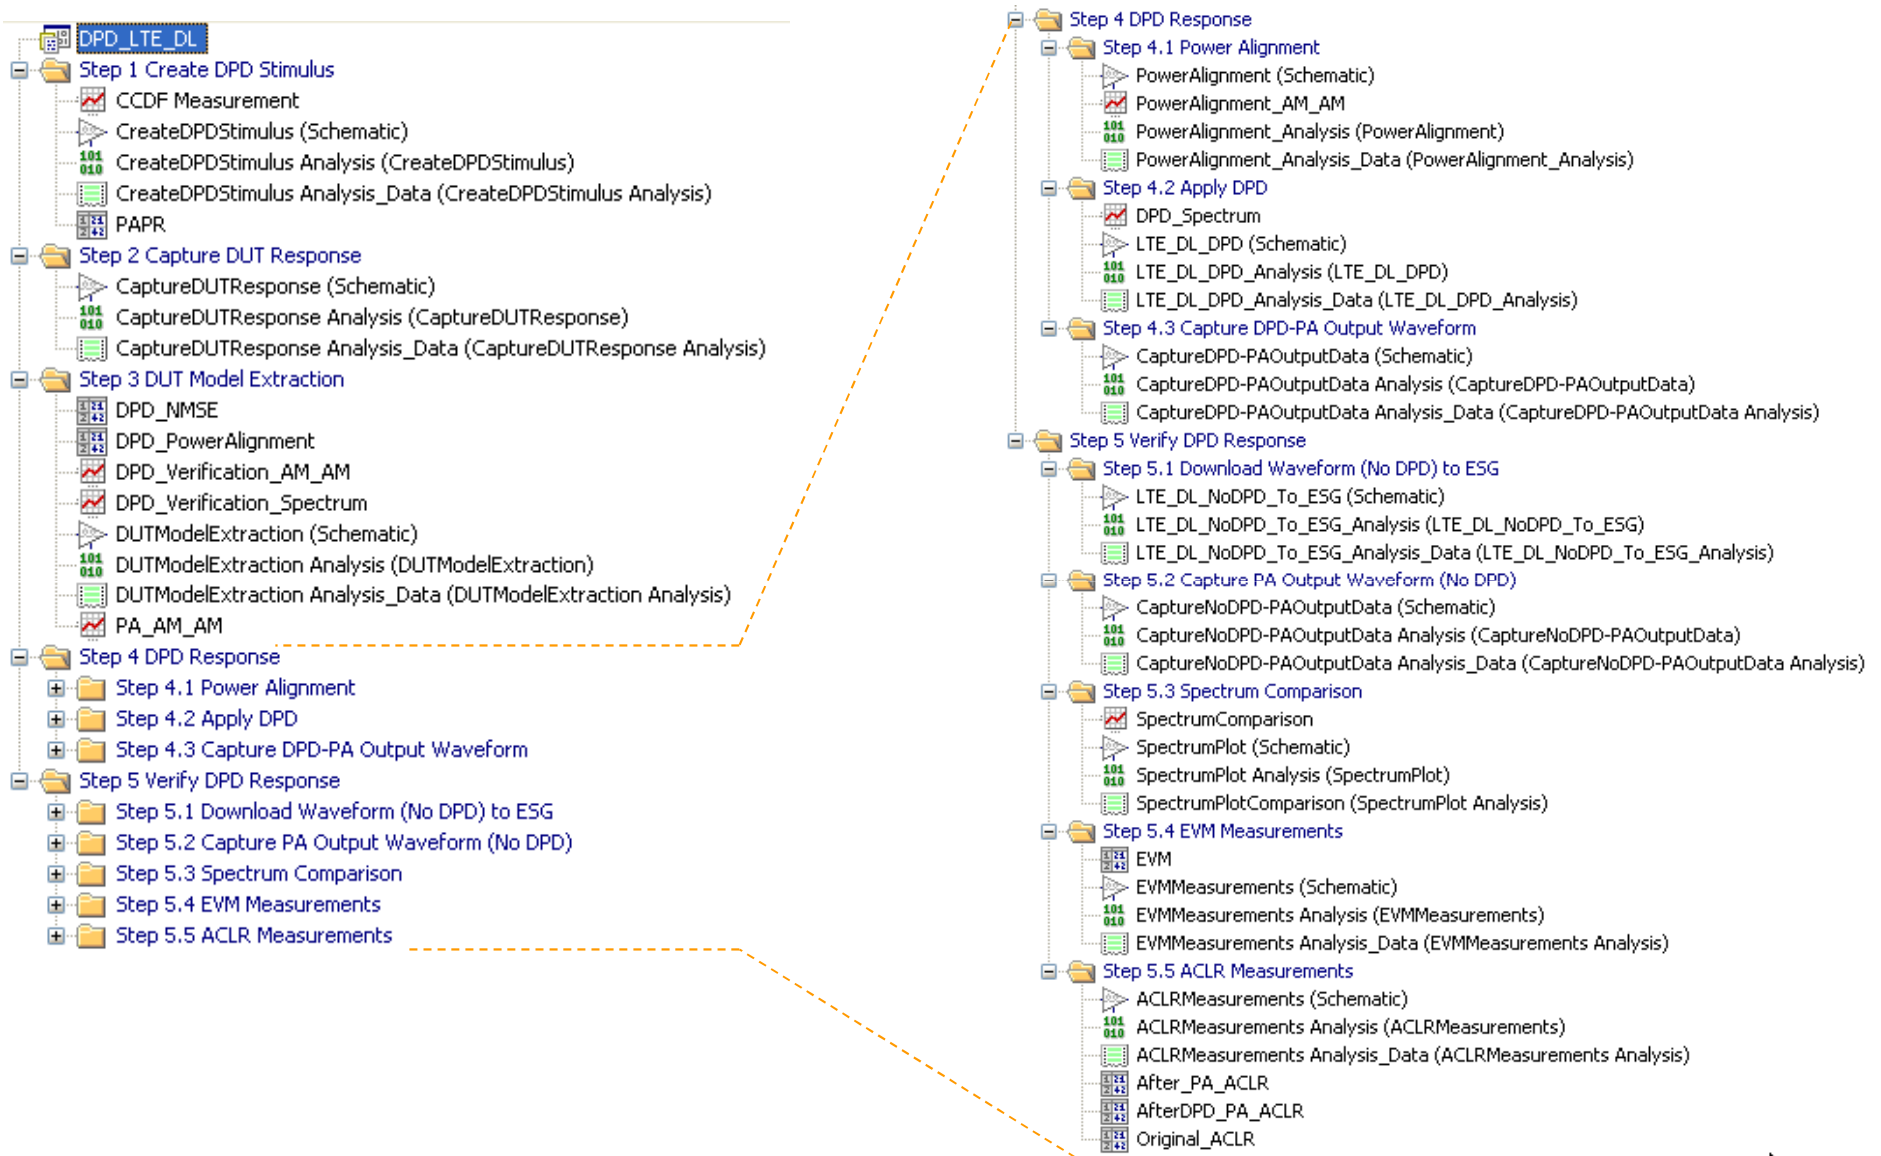 DPD_LTE_DL
Step 1 Create DPD Stimulus
CCDF Measurement
CreateDPDStimulus (Schematic)
CreateDPDStimulus Analysis (CreateDPDStimulus)
CreateDPDStimulus Analysis_Data (CreateDPDStimulus Analysis)
PAPR
Step 2 Capture DUT Response
CaptureDUTResponse (Schematic)
CaptureDUTResponse Analysis (CaptureDUTResponse)
CaptureDUTResponse Analysis_Data (CaptureDUTResponse Analysis)
Step 3 DUT Model Extraction
DPD_NMSE
DPD_PowerAlignment
DPD_Verification_AM_AM
DPD_Verification_Spectrum
DUTModelExtraction (Schematic)
DUTModelExtraction Analysis (DUTModelExtraction)
DUTModelExtraction Analysis_Data (DUTModelExtraction Analysis)
PA_AM_AM
Step 4 DPD Response
Step 4.1 Power Alignment
Step 4.2 Apply DPD
Step 4.3 Capture DPD-PA Output Waveform
Step 5 Verify DPD Response
Step 5.1 Download Waveform (No DPD) to ESG
Step 5.2 Capture PA Output Waveform (No DPD)
Step 5.3 Spectrum Comparison
Step 5.4 EVM Measurements
Step 5.5 ACLR Measurements
Step 4 DPD Response
Step 4.1 Power Alignment
PowerAlignment (Schematic)
PowerAlignment_AM_AM
PowerAlignment_Analysis (PowerAlignment)
PowerAlignment_Analysis_Data (PowerAlignment_Analysis)
Step 4.2 Apply DPD
DPD_Spectrum
LTE_DL_DPD (Schematic)
LTE_DL_DPD_Analysis (LTE_DL_DPD)
LTE_DL_DPD_Analysis_Data (LTE_DL_DPD_Analysis)
Step 4.3 Capture DPD-PA Output Waveform
CaptureDPD-PAOutputData (Schematic)
CaptureDPD-PAOutputData Analysis (CaptureDPD-PAOutputData)
CaptureDPD-PAOutputData Analysis_Data (CaptureDPD-PAOutputData Analysis)
Step 5 Verify DPD Response
Step 5.1 Download Waveform (No DPD) to ESG
LTE_DL_NoDPD_To_ESG (Schematic)
LTE_DL_NoDPD_To_ESG_Analysis (LTE_DL_NoDPD_To_ESG)
LTE_DL_NoDPD_To_ESG_Analysis_Data (LTE_DL_NoDPD_To_ESG_Analysis)
Step 5.2 Capture PA Output Waveform (No DPD)
CaptureNoDPD-PAOutputData (Schematic)
CaptureNoDPD-PAOutputData Analysis (CaptureNoDPD-PAOutputData)
CaptureNoDPD-PAOutputData Analysis_Data (CaptureNoDPD-PAOutputData Analysis)
Step 5.3 Spectrum Comparison
SpectrumComparison
SpectrumPlot (Schematic)
SpectrumPlot Analysis (SpectrumPlot)
SpectrumPlotComparison (SpectrumPlot Analysis)
Step 5.4 EVM Measurements
EVM
EVMMeasurements (Schematic)
EVMMeasurements Analysis (EVMMeasurements)
EVMMeasurements Analysis_Data (EVMMeasurements Analysis)
Step 5.5 ACLR Measurements
ACLRMeasurements (Schematic)
ACLRMeasurements Analysis (ACLRMeasurements)
ACLRMeasurements Analysis_Data (ACLRMeasurements Analysis)
After_PA_ACLR
AfterDPD_PA_ACLR
Original_ACLR